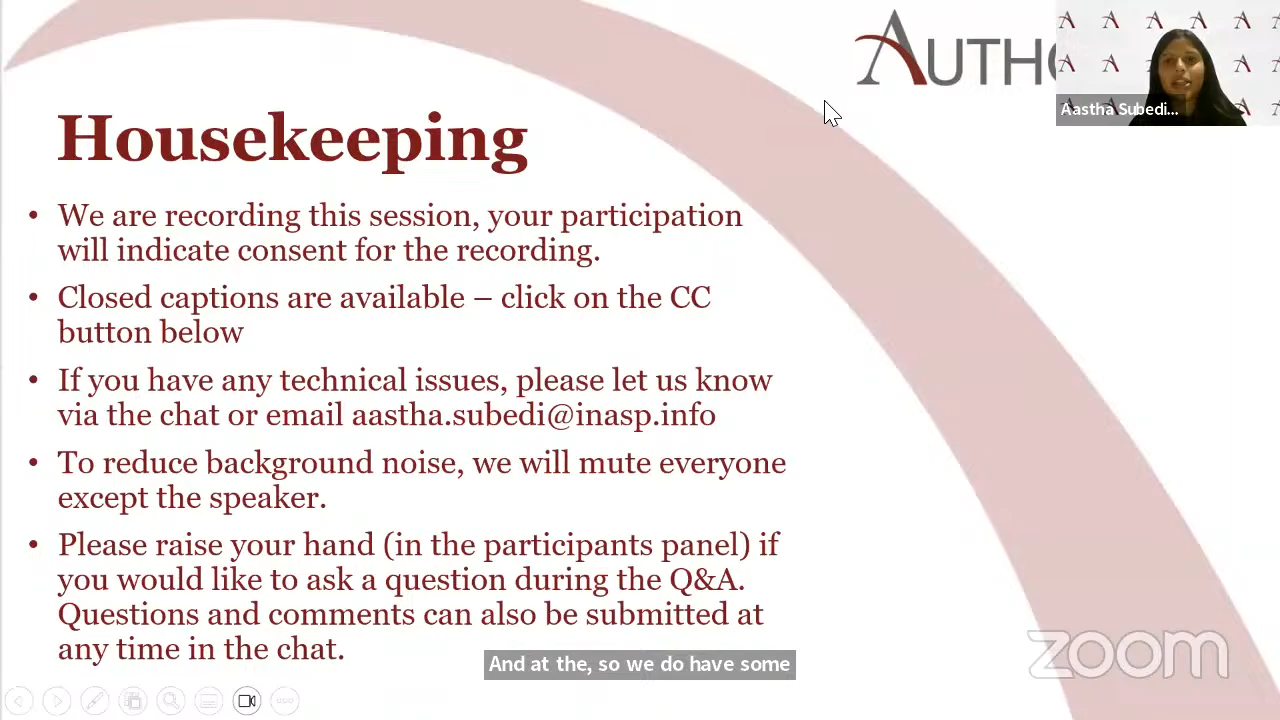 AUTHO
Aastha Subedi...
Housekeeping
• We are recording this session, your participation
will indicate consent for the recording.
• Closed captions are available – click on the CC
button below
• If you have any technical issues, please let us know
via the chat or email aastha.subedi@inasp.info
• To reduce background noise, we will mute everyone
except the speaker.
• Please raise your hand (in the participants panel) if
you would like to ask a question during the Q&A.
Questions and comments can also be submitted at
any time in the chat.
And at the, so we do have some
zoom